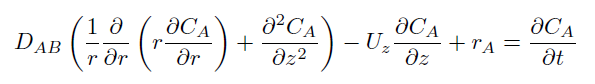 $D_{AB} \left( \frac{1}{r} \frac{\partial}{\partial r} \left( r \frac{\partial C_A}{\partial r} \right) + \frac{\partial^2 C_A}{\partial z^2} \right) - U_z \frac{\partial C_A}{\partial z} + r_A = \frac{\partial C_A}{\partial t}$